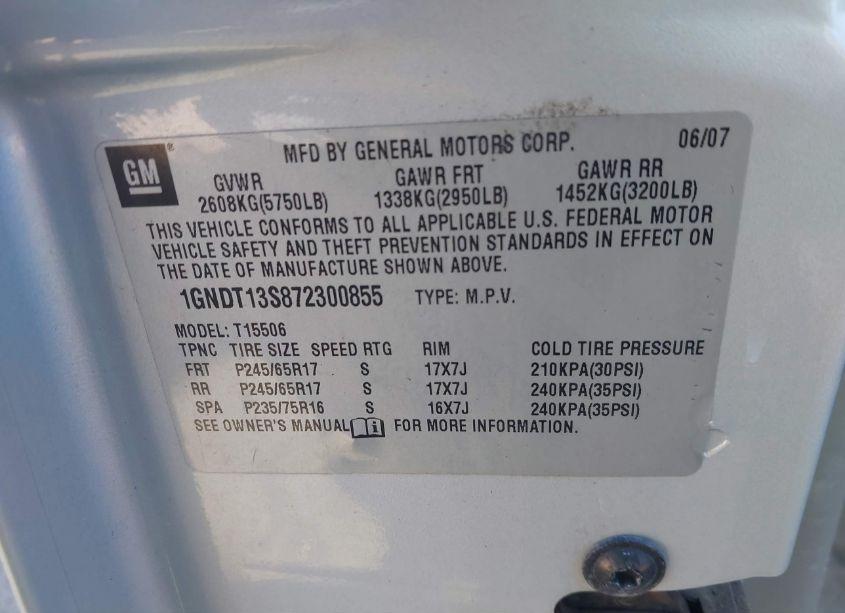 GM ® MFD BY GENERAL MOTORS CORP. 06/07
GVWR GAWR FRT GAWR RR
2608KG(5750LB) 1338KG(2950LB) 1452KG(3200LB)
THIS VEHICLE CONFORMS TO ALL APPLICABLE U.S. FEDERAL MOTOR
VEHICLE SAFETY AND THEFT PREVENTION STANDARDS IN EFFECT ON
THE DATE OF MANUFACTURE SHOWN ABOVE.
1GNDT13S872300855 TYPE: M.P.V.
MODEL: T15506
TPNC TIRE SIZE SPEED RTG RIM COLD TIRE PRESSURE
FRT P245/65R17 S 17X7J 210KPA(30PSI)
RR P245/65R17 S 17X7J 240KPA(35PSI)
SPA P235/75R16 S 16X7J 240KPA(35PSI)
SEE OWNER'S MANUAL i FOR MORE INFORMATION.